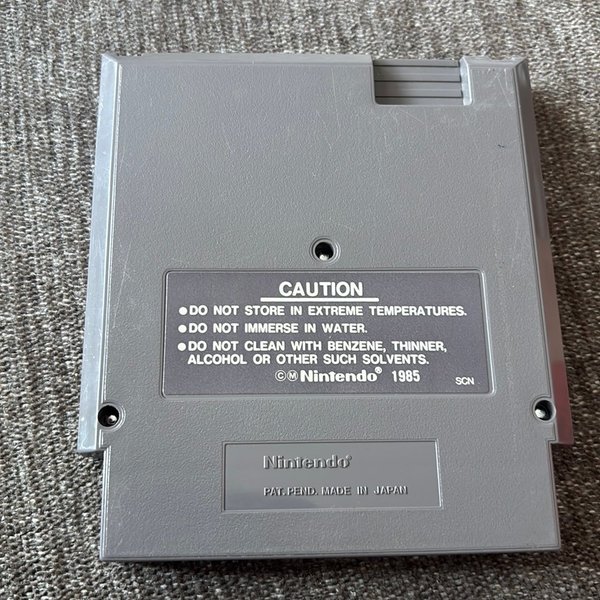 CAUTION
●DO NOT STORE IN EXTREME TEMPERATURES.
●DO NOT IMMERSE IN WATER.
●DO NOT CLEAN WITH BENZENE, THINNER,
ALCOHOL OR OTHER SUCH SOLVENTS.
©Ⓜ Nintendo® 1985 SCN
Nintendo®
PAT. PEND. MADE IN JAPAN